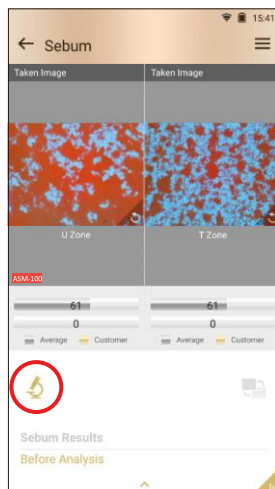 15:41
Sebum
Taken Image
Taken Image
U Zone
T Zone
ASM-100
61
61
0
0
Average Customer
Average Customer
Sebum Results
Before Analysis